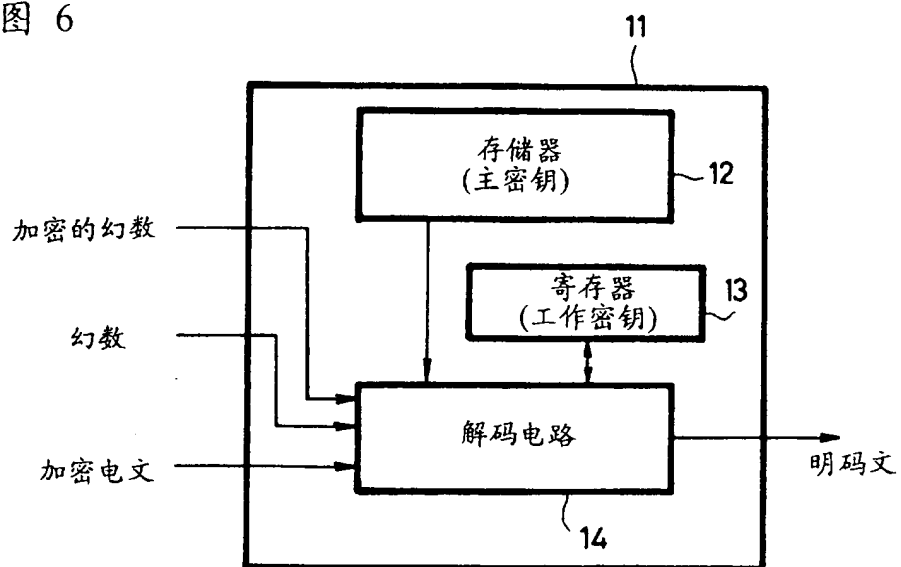 图 6
11
存储器
(主密钥)
12
加密的幻数
寄存器
(工作密钥)
13
幻数
解码电路
加密电文
明码文
14